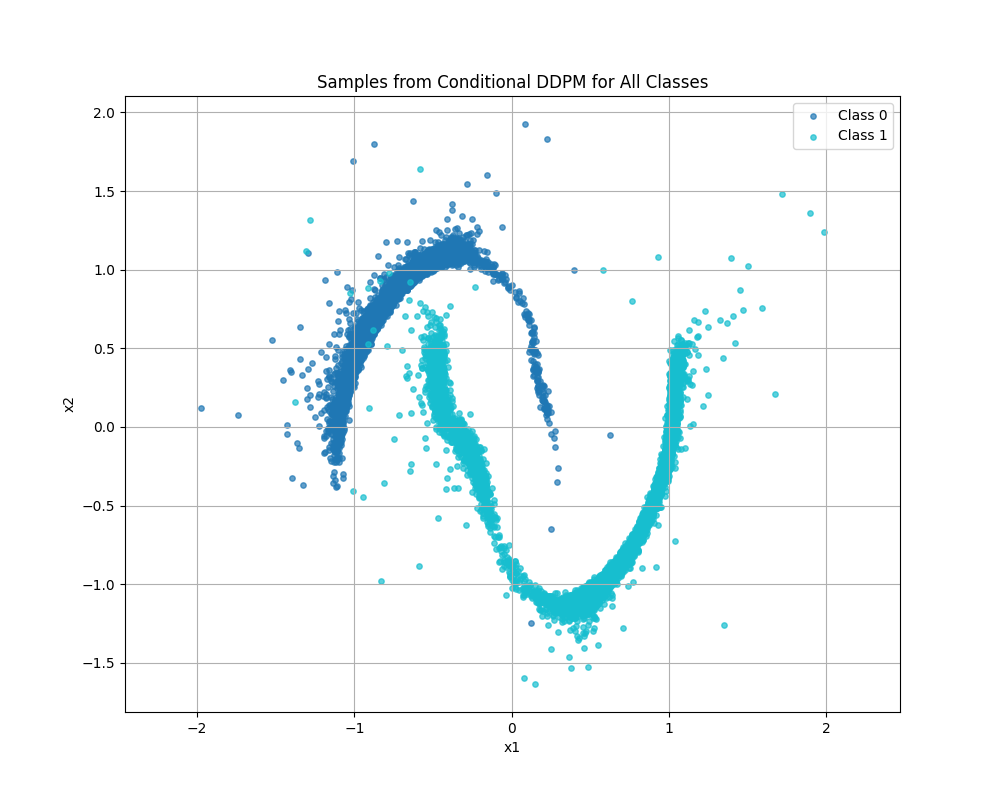 Samples from Conditional DDPM for All Classes
Class 0
Class 1
2.0
1.5
1.0
0.5
0.0
−0.5
−1.0
−1.5
x2
−2
−1
0
1
2
x1